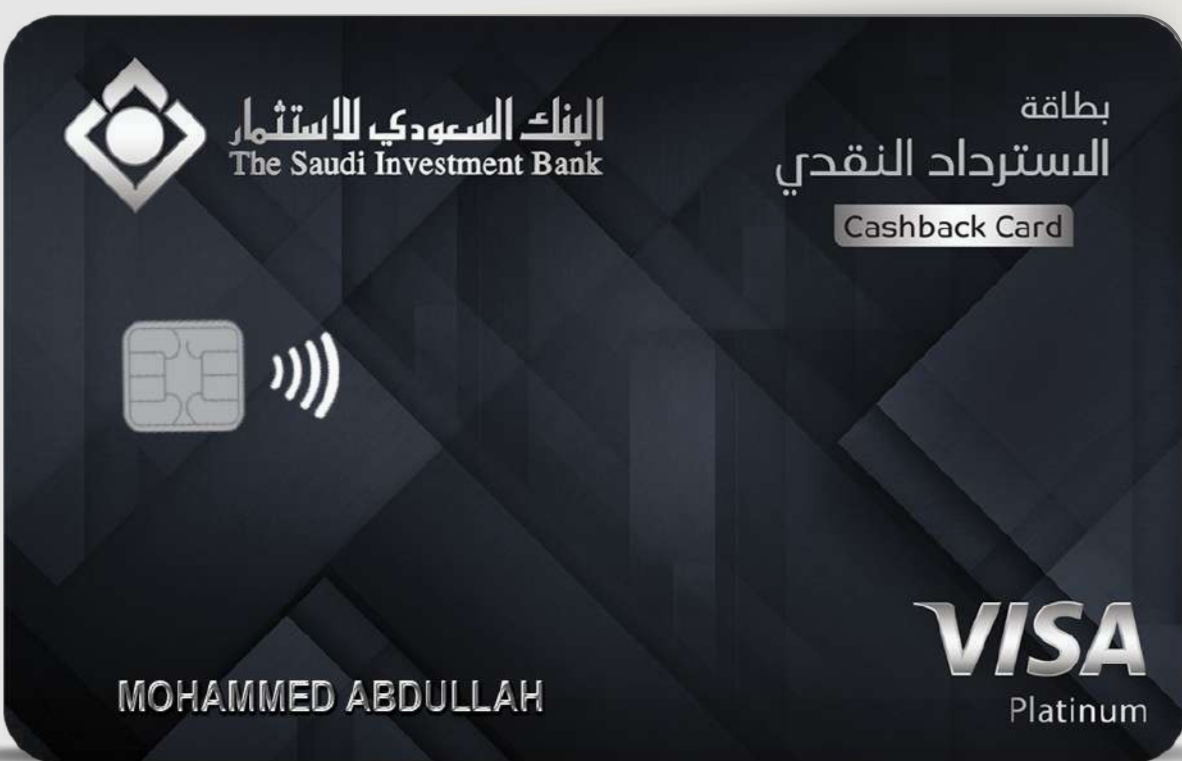 البنك السعودي للاستثمار
The Saudi Investment Bank
بطاقة
الاسترداد النقدي
Cashback Card
MOHAMMED ABDULLAH
VISA
Platinum